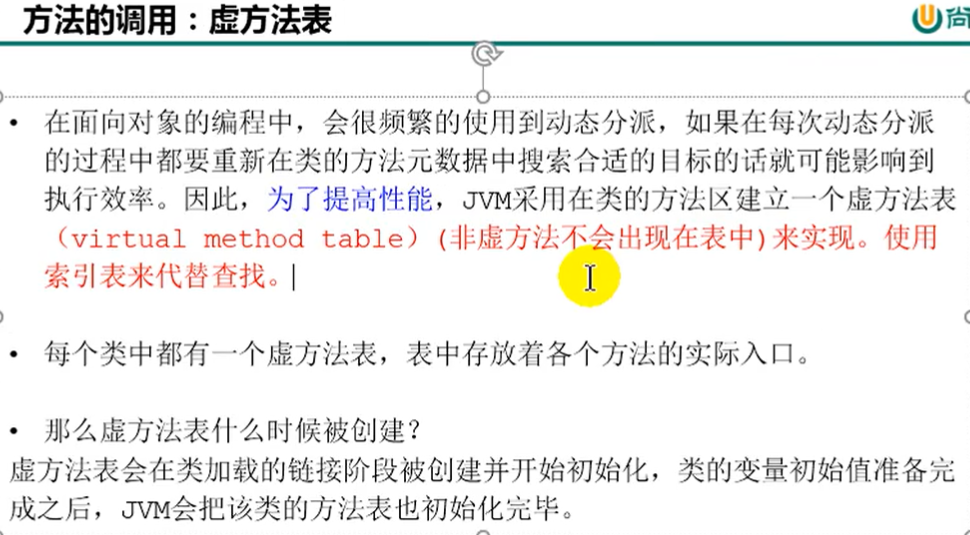 方法的调用：虚方法表
尚
• 在面向对象的编程中，会很频繁的使用到动态分派，如果在每次动态分派
的过程中都要重新在类的方法元数据中搜索合适的目标的话就可能影响到
执行效率。因此，为了提高性能，JVM采用在类的方法区建立一个虚方法表
（virtual method table）(非虚方法不会出现在表中)来实现。使用
索引表来代替查找。
• 每个类中都有一个虚方法表，表中存放着各个方法的实际入口。
• 那么虚方法表什么时候被创建？
虚方法表会在类加载的链接阶段被创建并开始初始化，类的变量初始值准备完
成之后，JVM会把该类的方法表也初始化完毕。